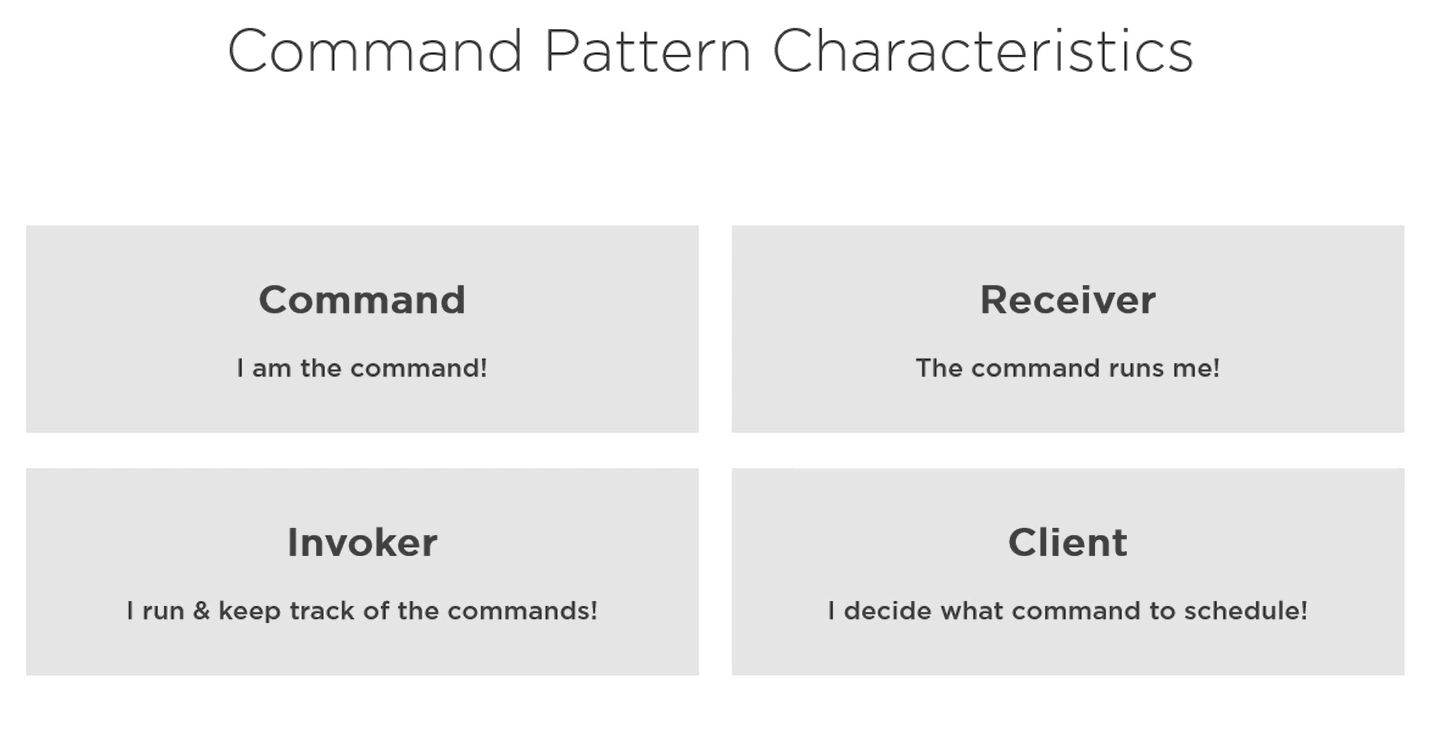 Command Pattern Characteristics
Command
I am the command!
Receiver
The command runs me!
Invoker
I run & keep track of the commands!
Client
I decide what command to schedule!